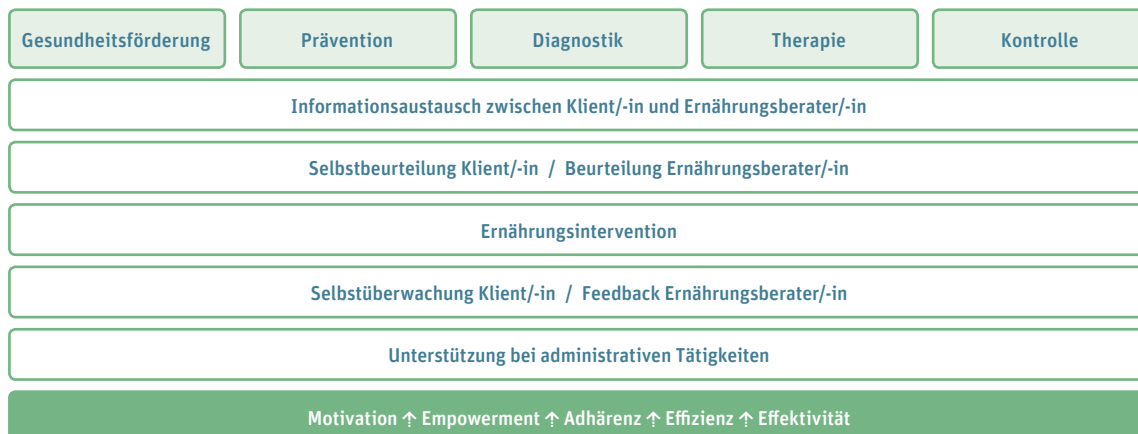 Gesundheitsförderung
Prävention
Diagnostik
Therapie
Kontrolle
Informationsaustausch zwischen Klient/-in und Ernährungsberater/-in
Selbstbeurteilung Klient/-in / Beurteilung Ernährungsberater/-in
Ernährungsintervention
Selbstüberwachung Klient/-in / Feedback Ernährungsberater/-in
Unterstützung bei administrativen Tätigkeiten
Motivation ↑ Empowerment ↑ Adhärenz ↑ Effizienz ↑ Effektivität